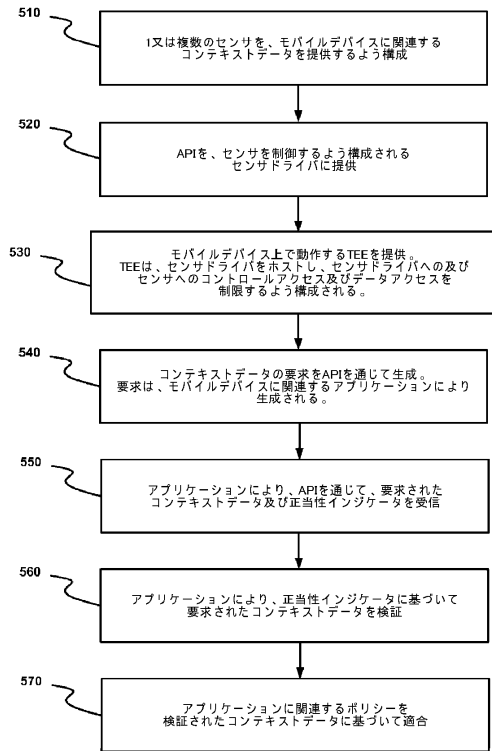 510
1又は複数のセンサを、モバイルデバイスに関連する
コンテキストデータを提供するよう構成
520
APIを、センサを制御するよう構成される
センサドライバに提供
530
モバイルデバイス上で動作するTEEを提供。
TEEは、センサドライバをホストし、センサドライバへの及び
センサへのコントロールアクセス及びデータアクセスを
制限するよう構成される。
540
コンテキストデータの要求をAPIを通じて生成。
要求は、モバイルデバイスに関連するアプリケーションにより
生成される。
550
アプリケーションにより、APIを通じて、要求された
コンテキストデータ及び正当性インジケータを受信
560
アプリケーションにより、正当性インジケータに基づいて
要求されたコンテキストデータを検証
570
アプリケーションに関連するポリシーを
検証されたコンテキストデータに基づいて適合